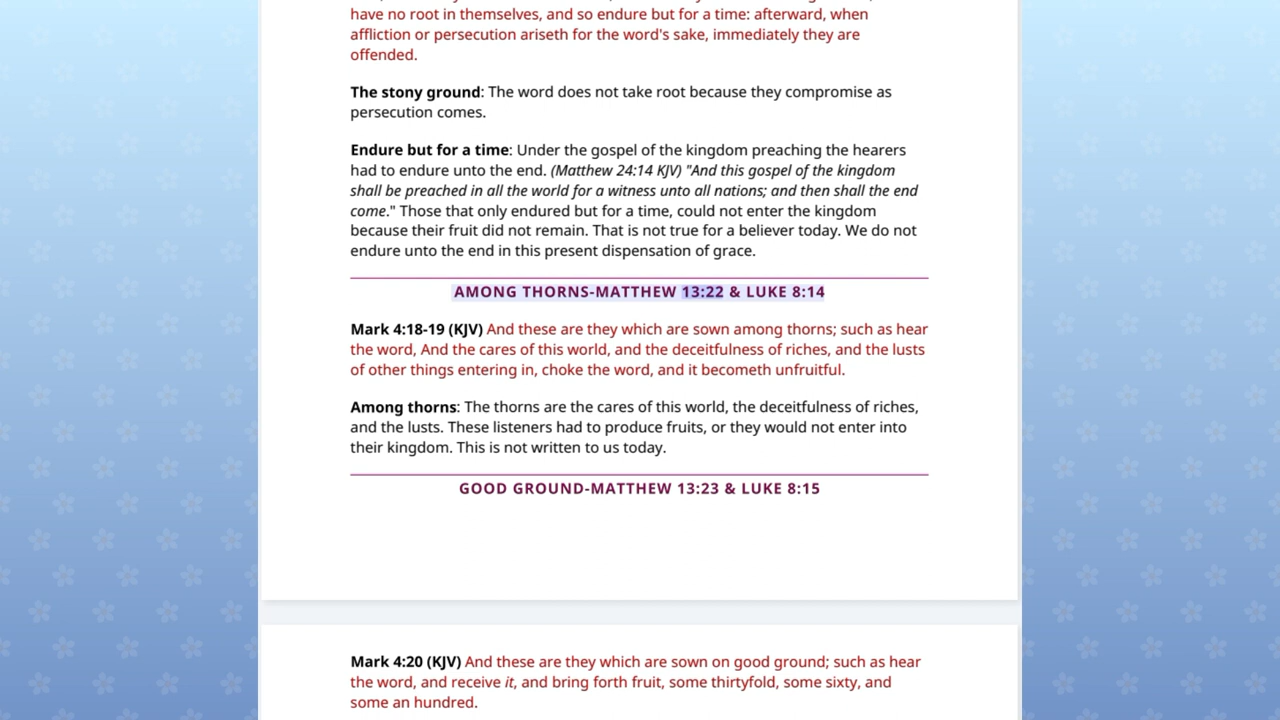 have no root in themselves, and so endure but for a time: afterward, when
affliction or persecution ariseth for the word's sake, immediately they are
offended.
The stony ground: The word does not take root because they compromise as
persecution comes.
Endure but for a time: Under the gospel of the kingdom preaching the hearers
had to endure unto the end. (Matthew 24:14 KJV) "And this gospel of the kingdom
shall be preached in all the world for a witness unto all nations; and then shall the end
come." Those that only endured but for a time, could not enter the kingdom
because their fruit did not remain. That is not true for a believer today. We do not
endure unto the end in this present dispensation of grace.
AMONG THORNS-MATTHEW 13:22 & LUKE 8:14
Mark 4:18-19 (KJV) And these are they which are sown among thorns; such as hear
the word, And the cares of this world, and the deceitfulness of riches, and the lusts
of other things entering in, choke the word, and it becometh unfruitful.
Among thorns: The thorns are the cares of this world, the deceitfulness of riches,
and the lusts. These listeners had to produce fruits, or they would not enter into
their kingdom. This is not written to us today.
GOOD GROUND-MATTHEW 13:23 & LUKE 8:15
Mark 4:20 (KJV) And these are they which are sown on good ground; such as hear
the word, and receive it, and bring forth fruit, some thirtyfold, some sixty, and
some an hundred.